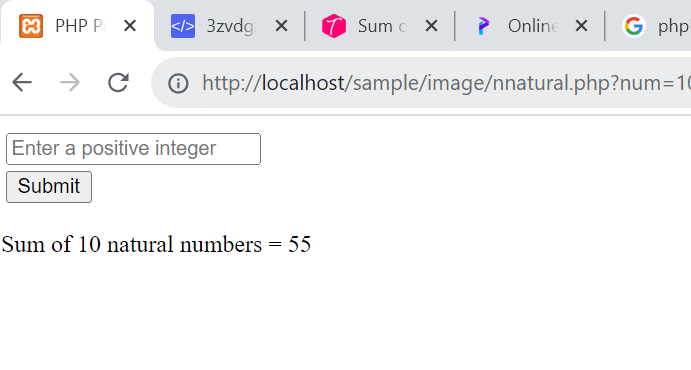 PHP P
3zvdg
Sum o
Online
php
http://localhost/sample/image/nnatural.php?num=10
Enter a positive integer
Submit
Sum of 10 natural numbers = 55